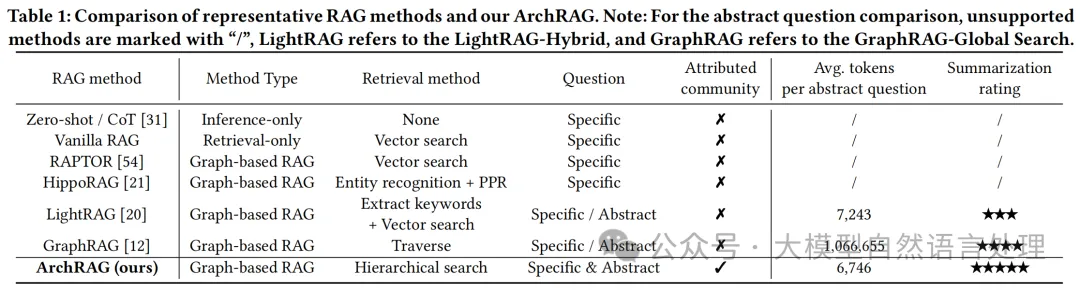 Table 1: Comparison of representative RAG methods and our ArchRAG. Note: For the abstract question comparison, unsupported
methods are marked with “/”, LightRAG refers to the LightRAG-Hybrid, and GraphRAG refers to the GraphRAG-Global Search.
RAG method Method Type Retrieval method Question Attributed community Avg. tokens per abstract question Summarization rating
Zero-shot / CoT [31] Inference-only None Specific ✗ / /
Vanilla RAG Retrieval-only Vector search Specific ✗ / /
RAPTOR [54] Graph-based RAG Vector search Specific ✗ / /
HippoRAG [21] Graph-based RAG Entity recognition + PPR Specific ✗ / /
LightRAG [20] Graph-based RAG Extract keywords + Vector search Specific / Abstract ✗ 7,243 ★★★
GraphRAG [12] Graph-based RAG Traverse Specific / Abstract ✗ 1,066,655 ★★★★
ArchRAG (ours) Graph-based RAG Hierarchical search Specific & Abstract ✓ 6,746 ★★★★★
公众号・大模型自然语言处理